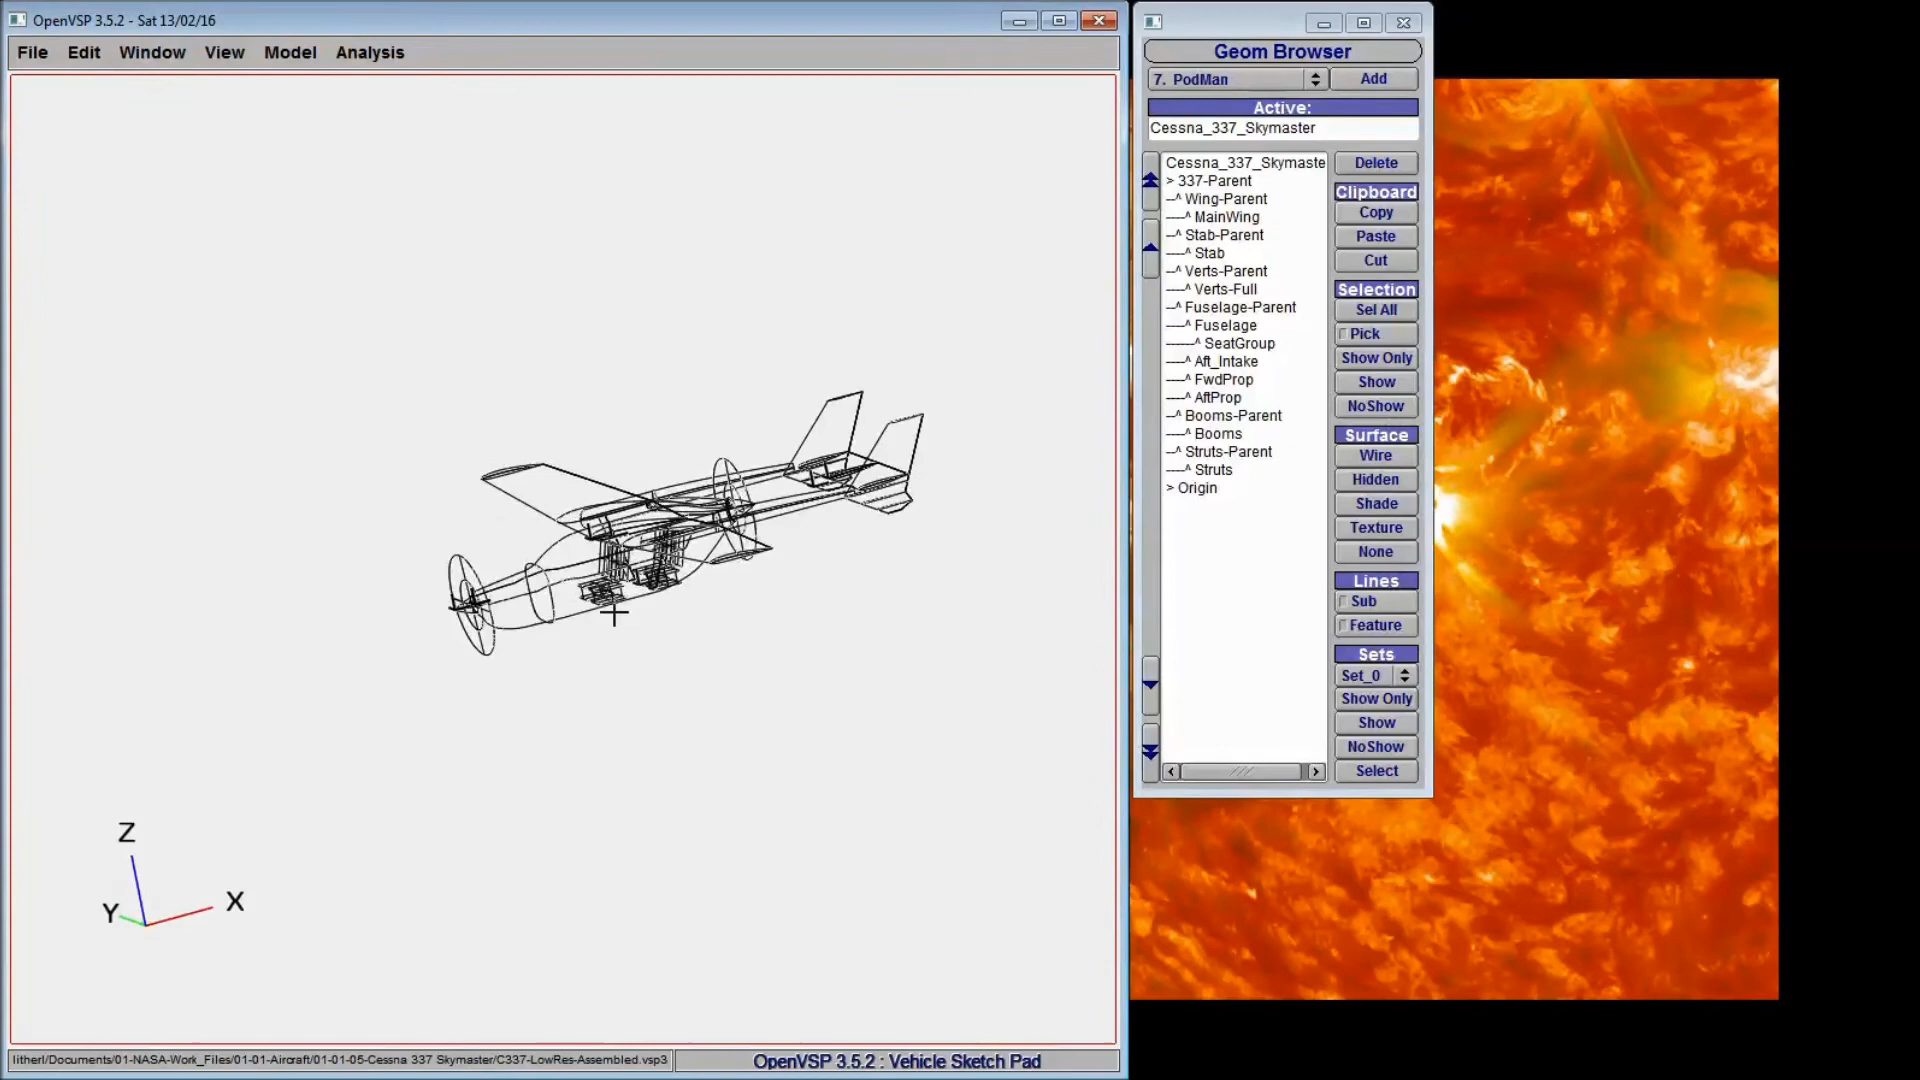 OpenVSP 3.5.2 - Sat 13/02/16
File Edit Window View Model Analysis
Z
Y
X
litherl/Documents/01-NASA-Work_Files/01-01-Aircraft/01-01-05-Cessna 337 Skymaster/C337-LowRes-Assembled.vsp3
OpenVSP 3.5.2 : Vehicle Sketch Pad
Geom Browser
7. PodMan
Add
Active:
Cessna_337_Skymaster
Cessna_337_Skymaste
> 337-Parent
--^ Wing-Parent
----^ MainWing
--^ Stab-Parent
----^ Stab
--^ Verts-Parent
----^ Verts-Full
--^ Fuselage-Parent
----^ Fuselage
------^ SeatGroup
----^ Aft_Intake
----^ FwdProp
----^ AftProp
--^ Booms-Parent
----^ Booms
--^ Struts-Parent
----^ Struts
> Origin
Delete
Clipboard
Copy
Paste
Cut
Selection
Sel All
Pick
Show Only
Show
NoShow
Surface
Wire
Hidden
Shade
Texture
None
Lines
Sub
Feature
Sets
Set_0
Show Only
Show
NoShow
Select